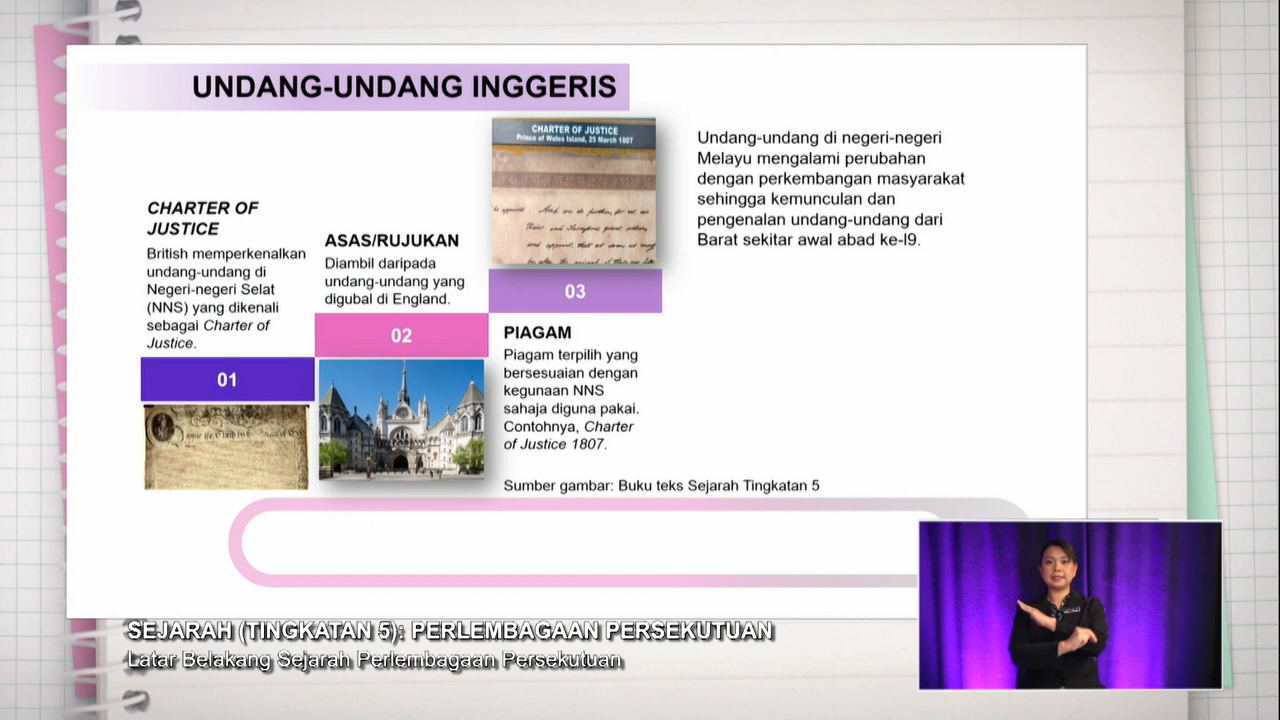 UNDANG-UNDANG INGGERIS
CHARTER OF
JUSTICE
British memperkenalkan
undang-undang di
Negeri-negeri Selat
(NNS) yang dikenali
sebagai Charter of
Justice.
01
ASAS/RUJUKAN
Diambil daripada
undang-undang yang
digubal di England.
02
CHARTER OF JUSTICE
Prince of Wales Island, 25 March 1807
03
PIAGAM
Piagam terpilih yang
bersesuaian dengan
kegunaan NNS
sahaja diguna pakai.
Contohnya, Charter
of Justice 1807.
Undang-undang di negeri-negeri
Melayu mengalami perubahan
dengan perkembangan masyarakat
sehingga kemunculan dan
pengenalan undang-undang dari
Barat sekitar awal abad ke-l9.
Sumber gambar: Buku teks Sejarah Tingkatan 5
SEJARAH (TINGKATAN 5): PERLEMBAGAAN PERSEKUTUAN
Latar Belakang Sejarah Perlembagaan Persekutuan